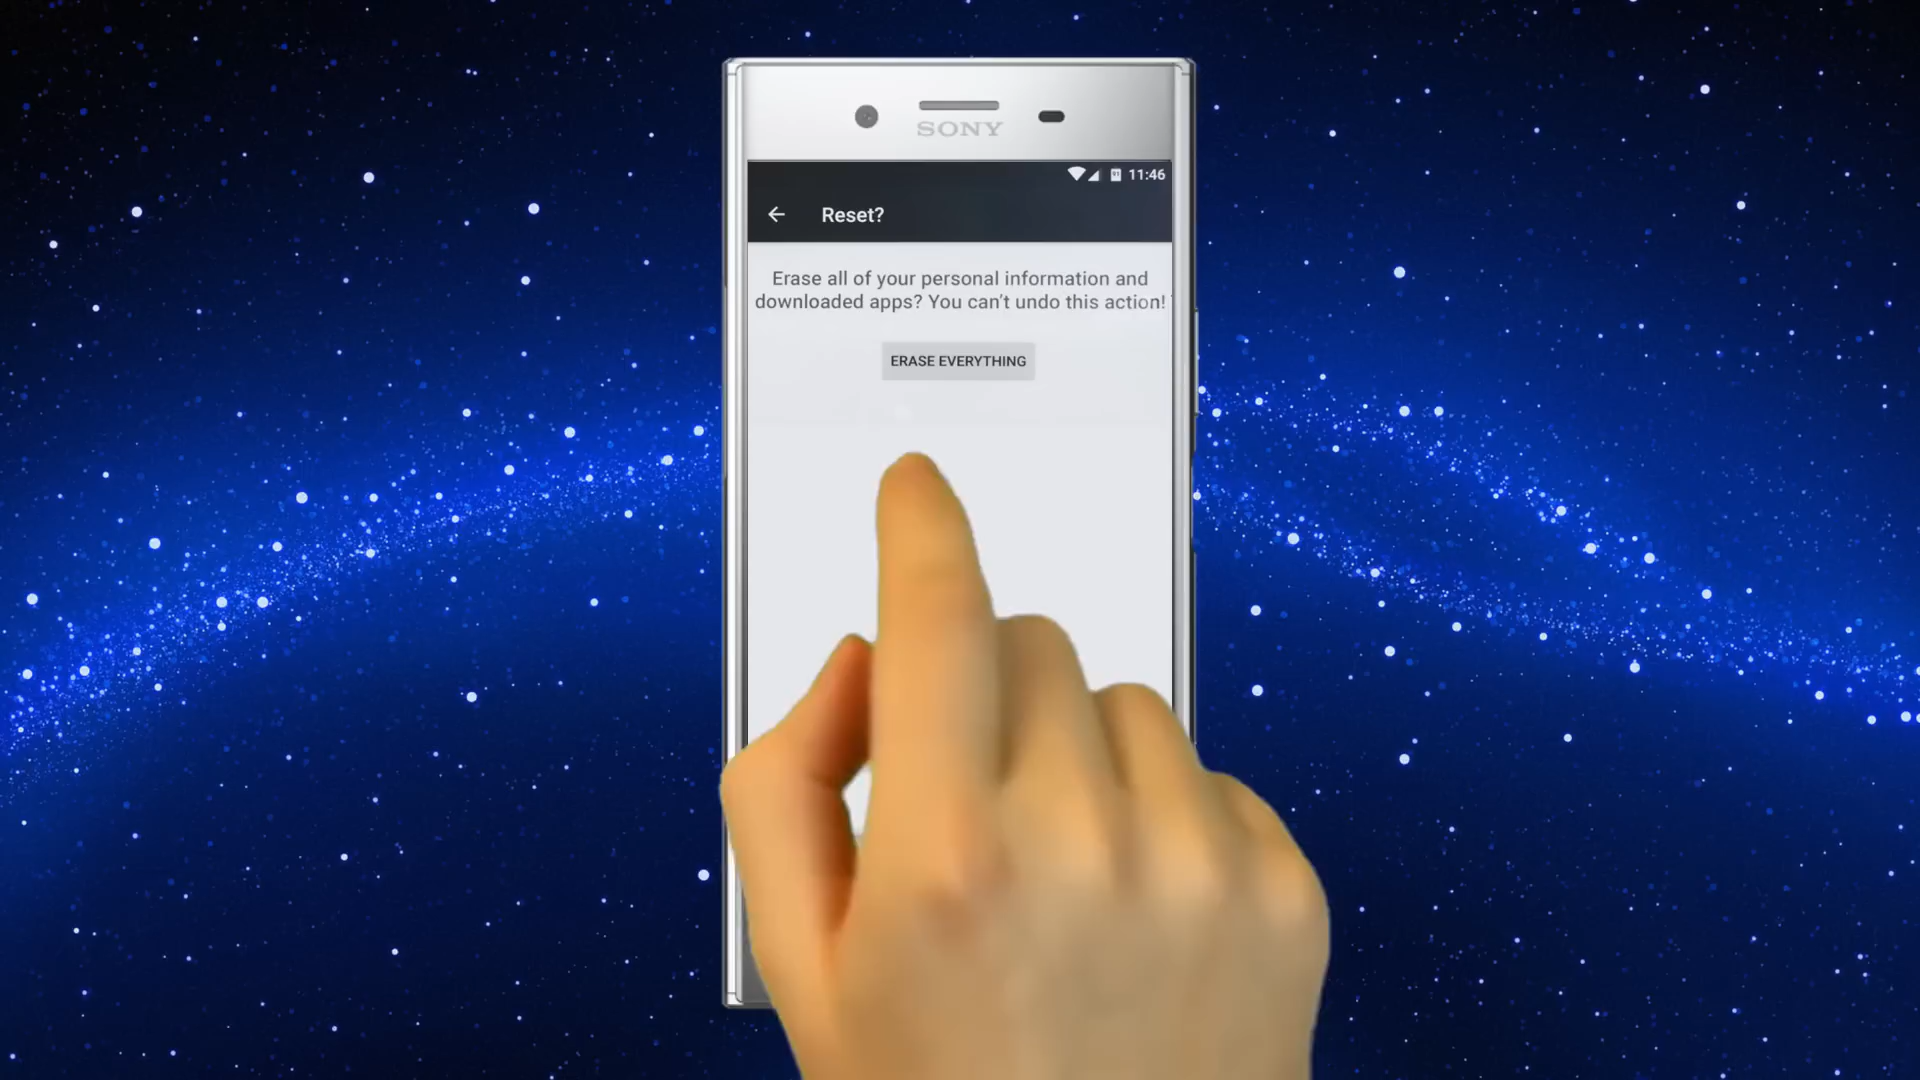 SONY
11:46
Reset?
Erase all of your personal information and
downloaded apps? You can't undo this action!
ERASE EVERYTHING